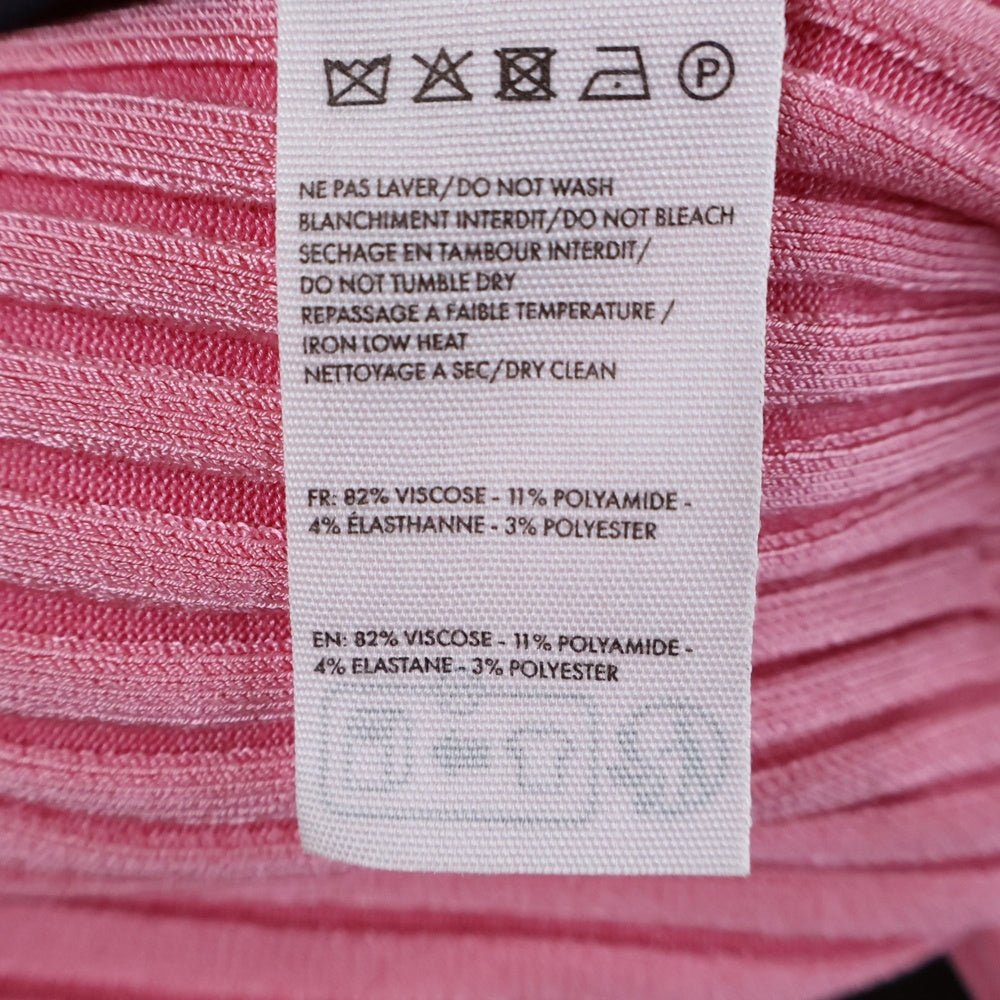 P
NE PAS LAVER/DO NOT WASH
BLANCHIMENT INTERDIT/DO NOT BLEACH
SECHAGE EN TAMBOUR INTERDIT/
DO NOT TUMBLE DRY
REPASSAGE A FAIBLE TEMPERATURE /
IRON LOW HEAT
NETTOYAGE A SEC/DRY CLEAN
FR: 82% VISCOSE - 11% POLYAMIDE -
4% ÉLASTHANNE - 3% POLYESTER
EN: 82% VISCOSE - 11% POLYAMIDE -
4% ELASTANE - 3% POLYESTER